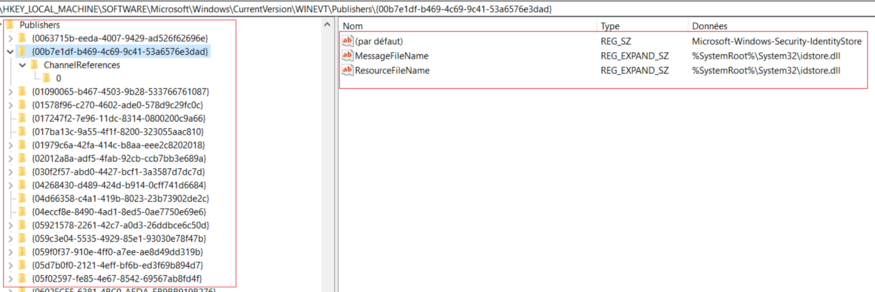 \HKEY_LOCAL_MACHINE\SOFTWARE\Microsoft\Windows\CurrentVersion\WINEVT\Publishers\{00b7e1df-b469-4c69-9c41-53a6576e3dad}
Publishers
{0063715b-eeda-4007-9429-ad526f62696e}
{00b7e1df-b469-4c69-9c41-53a6576e3dad}
ChannelReferences
0
{01090065-b467-4503-9b28-533766761087}
{01578f96-c270-4602-ade0-578d9c29fc0c}
{017247f2-7e96-11dc-8314-0800200c9a66}
{017ba13c-9a55-4f1f-8200-323055aac810}
{01979c6a-42fa-414c-b8aa-eee2c8202018}
{02012a8a-adf5-4fab-92cb-ccb7bb3e689a}
{030f2f57-abd0-4427-bcf1-3a3587d7dc7d}
{04268430-d489-424d-b914-0cff741d6684}
{04d66358-c4a1-419b-8023-23b73902de2c}
{04eccf8e-8490-4ad1-8ed5-0ae7750e69e6}
{05921578-2261-42c7-a0d3-26ddbce6c50d}
{059c3e04-5535-4929-85e1-93030e78f47b}
{059f0f37-910e-4ff0-a7ee-ae8d49dd319b}
{05d7b0f0-2121-4eff-bf6b-ed3f69b894d7}
{05f02597-fe85-4e67-8542-69567ab8fd4f}
Nom Type Données
(par défaut) REG_SZ Microsoft-Windows-Security-IdentityStore
MessageFileName REG_EXPAND_SZ %SystemRoot%\System32\idstore.dll
ResourceFileName REG_EXPAND_SZ %SystemRoot%\System32\idstore.dll